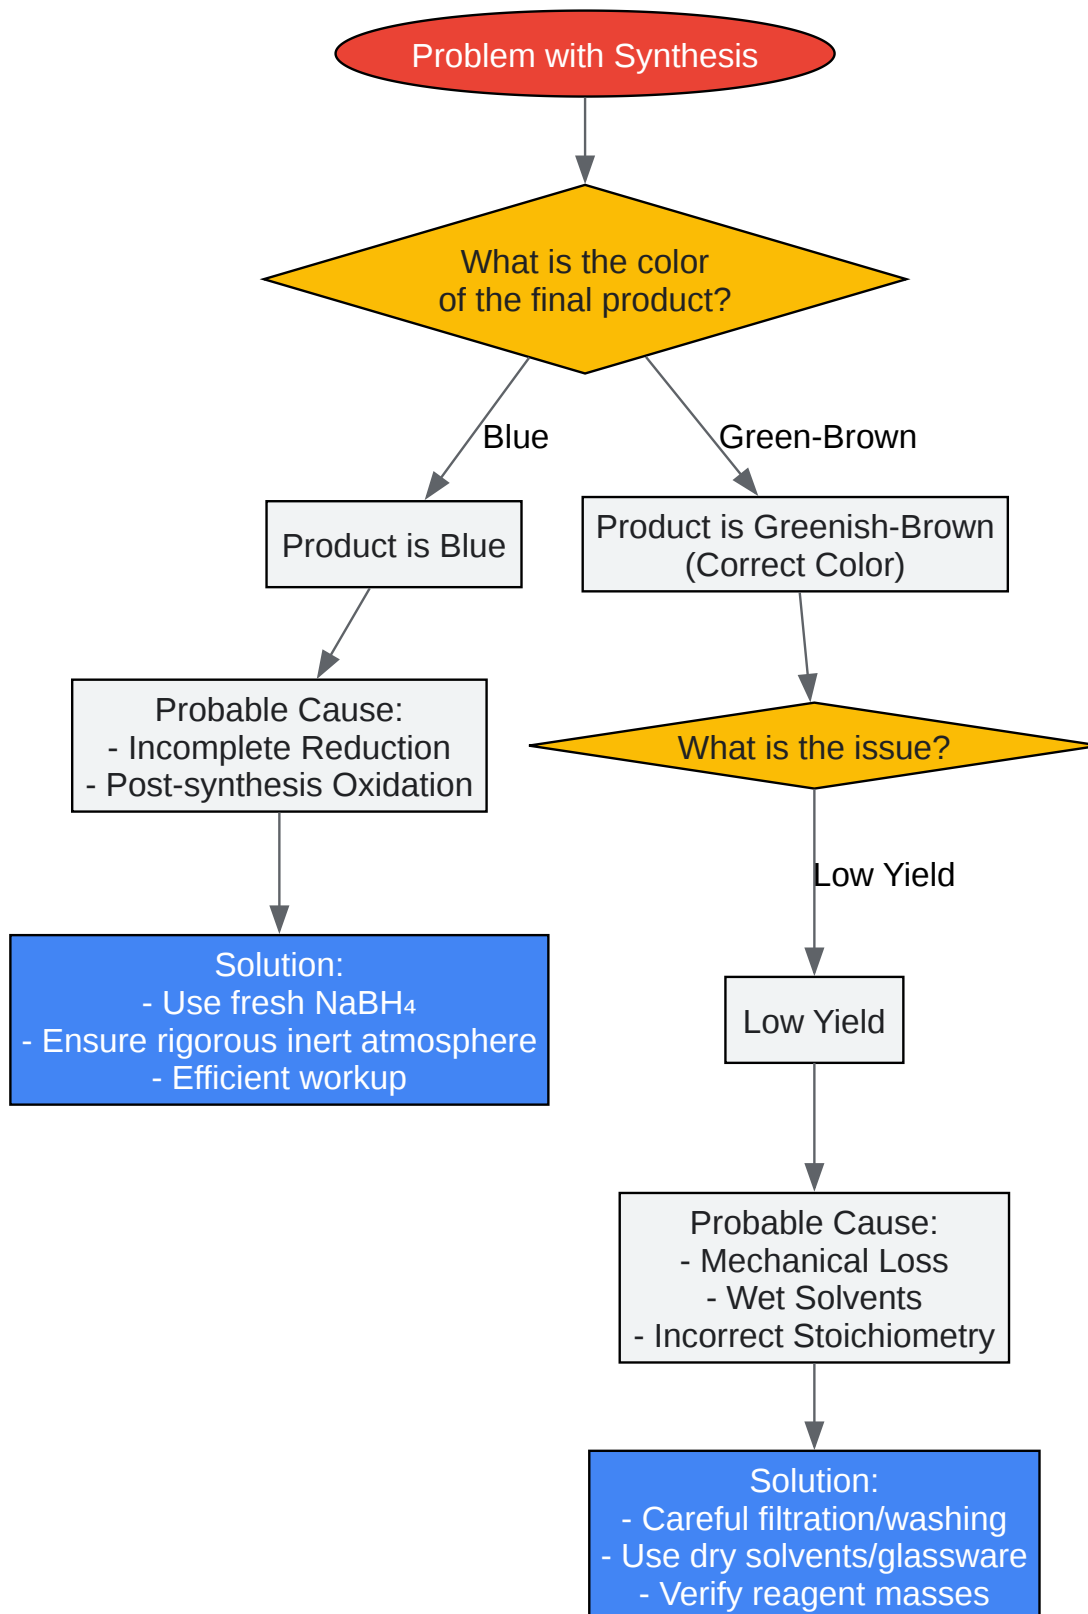 Problem with Synthesis
What is the color
of the final product?
Blue
Green-Brown
Product is Blue
Product is Greenish-Brown
(Correct Color)
Probable Cause:
- Incomplete Reduction
- Post-synthesis Oxidation
What is the issue?
Low Yield
Solution:
- Use fresh NaBH₄
- Ensure rigorous inert atmosphere
- Efficient workup
Low Yield
Probable Cause:
- Mechanical Loss
- Wet Solvents
- Incorrect Stoichiometry
Solution:
- Careful filtration/washing
- Use dry solvents/glassware
- Verify reagent masses